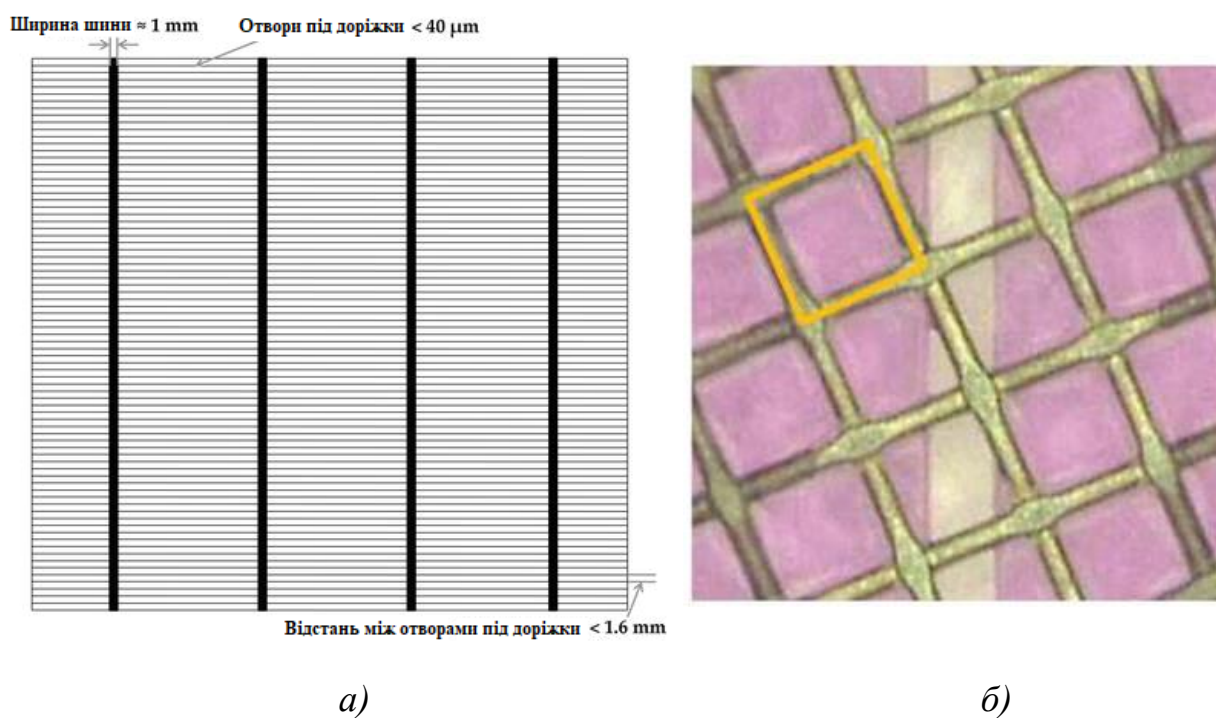 Ширина шини ≈ 1 mm
Отвори під доріжки < 40 µm
Відстань між отворами під доріжки < 1.6 mm
а)
б)